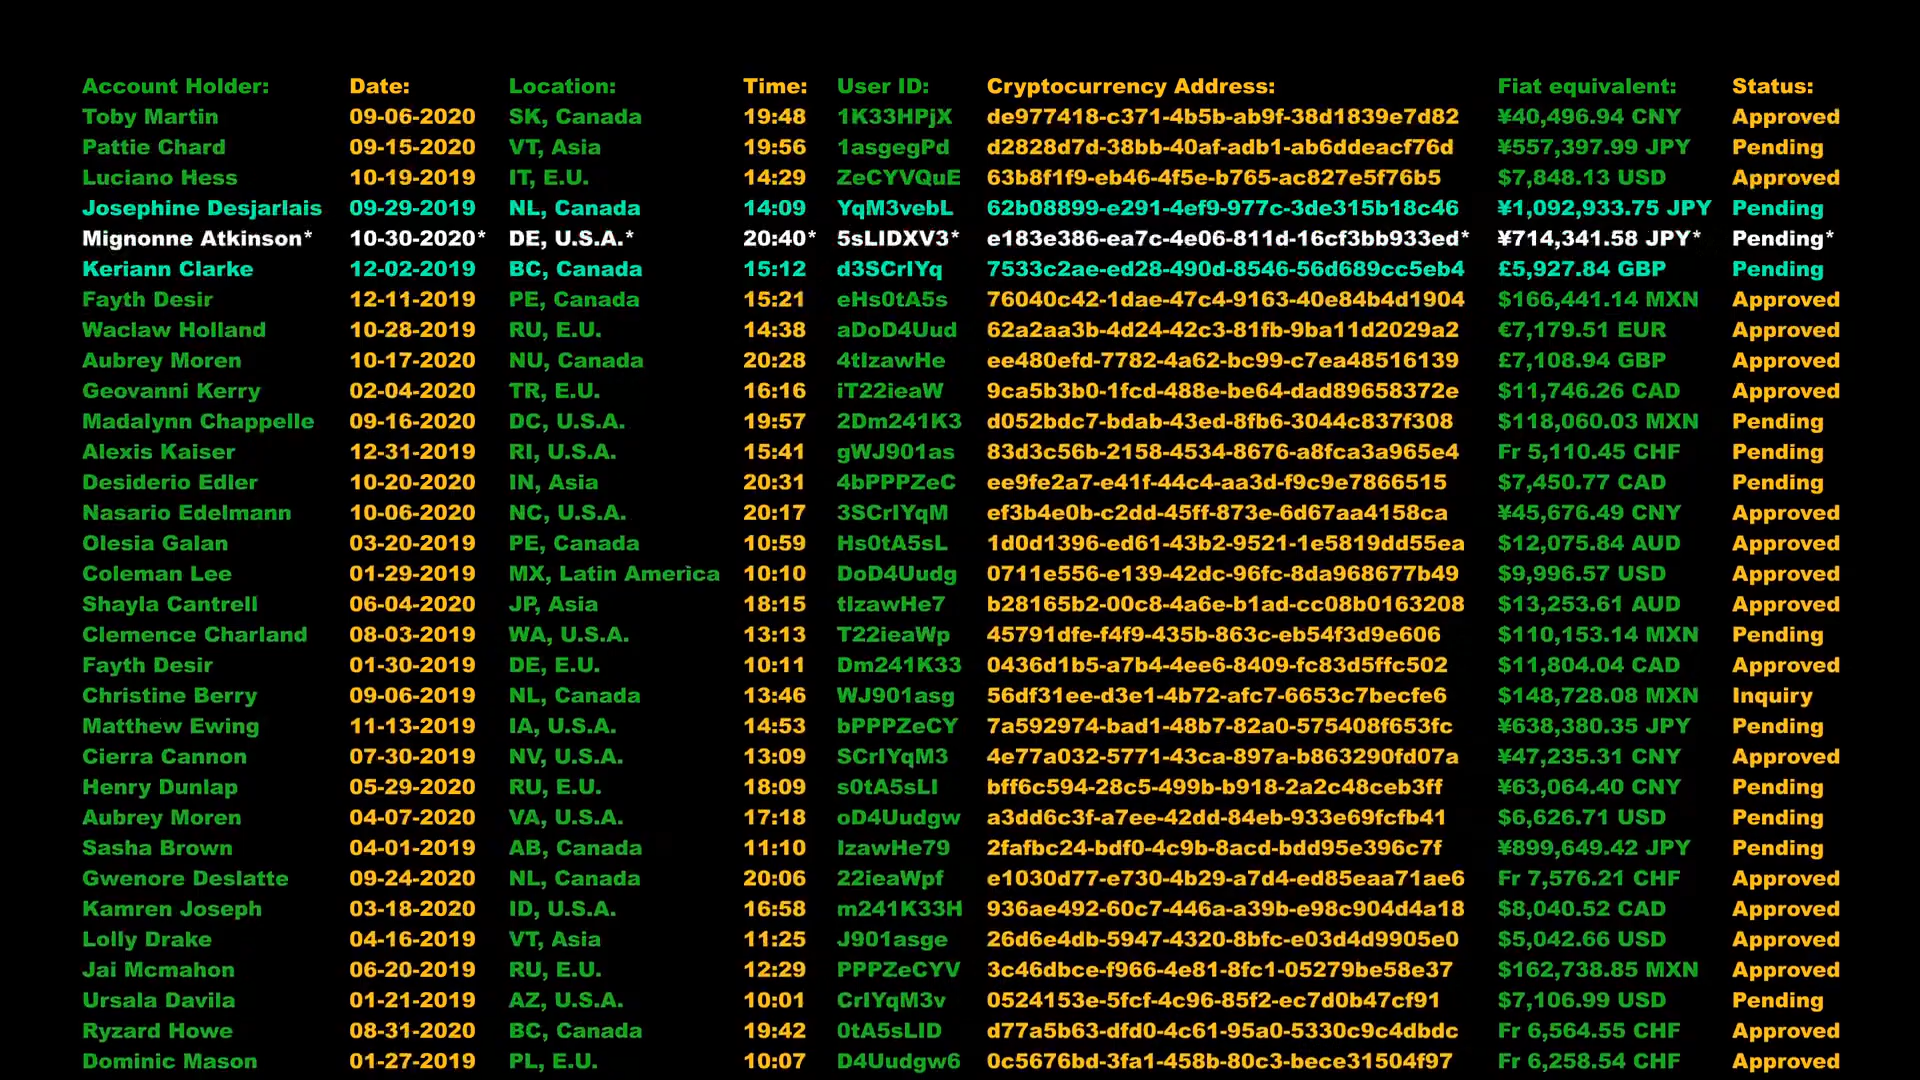 Account Holder: Date: Location: Time: User ID: Cryptocurrency Address: Fiat equivalent: Status:
Toby Martin 09-06-2020 SK, Canada 19:48 1K33HPjX de977418-c371-4b5b-ab9f-38d1839e7d82 ¥40,496.94 CNY Approved
Pattie Chard 09-15-2020 VT, Asia 19:56 1asgegPd d2828d7d-38bb-40af-adb1-ab6ddeacf76d ¥557,397.99 JPY Pending
Luciano Hess 10-19-2019 IT, E.U. 14:29 ZeCYVQuE 63b8f1f9-eb46-4f5e-b765-ac827e5f76b5 $7,848.13 USD Approved
Josephine Desjarlais 09-29-2019 NL, Canada 14:09 YqM3vebL 62b08899-e291-4ef9-977c-3de315b18c46 ¥1,092,933.75 JPY Pending
Mignonne Atkinson* 10-30-2020* DE, U.S.A.* 20:40* 5sLIDXV3* e183e386-ea7c-4e06-811d-16cf3bb933ed* ¥714,341.58 JPY* Pending*
Keriann Clarke 12-02-2019 BC, Canada 15:12 d3SCrIYq 7533c2ae-ed28-490d-8546-56d689cc5eb4 £5,927.84 GBP Pending
Fayth Desir 12-11-2019 PE, Canada 15:21 eHs0tA5s 76040c42-1dae-47c4-9163-40e84b4d1904 $166,441.14 MXN Approved
Waclaw Holland 10-28-2019 RU, E.U. 14:38 aDoD4Uud 62a2aa3b-4d24-42c3-81fb-9ba11d2029a2 €7,179.51 EUR Approved
Aubrey Moren 10-17-2020 NU, Canada 20:28 4tIzawHe ee480efd-7782-4a62-bc99-c7ea48516139 £7,108.94 GBP Approved
Geovanni Kerry 02-04-2020 TR, E.U. 16:16 iT22ieaW 9ca5b3b0-1fcd-488e-be64-dad89658372e $11,746.26 CAD Approved
Madalynn Chappelle 09-16-2020 DC, U.S.A. 19:57 2Dm241K3 d052bdc7-bdab-43ed-8fb6-3044c837f308 $118,060.03 MXN Pending
Alexis Kaiser 12-31-2019 RI, U.S.A. 15:41 gWJ901as 83d3c56b-2158-4534-8676-a8fca3a965e4 Fr 5,110.45 CHF Pending
Desiderio Edler 10-20-2020 IN, Asia 20:31 4bPPPZeC ee9fe2a7-e41f-44c4-aa3d-f9c9e7866515 $7,450.77 CAD Pending
Nasario Edelmann 10-06-2020 NC, U.S.A. 20:17 3SCrIYqM ef3b4e0b-c2dd-45ff-873e-6d67aa4158ca ¥45,676.49 CNY Approved
Olesia Galan 03-20-2019 PE, Canada 10:59 Hs0tA5sL 1d0d1396-ed61-43b2-9521-1e5819dd55ea $12,075.84 AUD Approved
Coleman Lee 01-29-2019 MX, Latin America 10:10 DoD4Uudg 0711e556-e139-42dc-96fc-8da968677b49 $9,996.57 USD Approved
Shayla Cantrell 06-04-2020 JP, Asia 18:15 tIzawHe7 b28165b2-00c8-4a6e-b1ad-cc08b0163208 $13,253.61 AUD Approved
Clemence Charland 08-03-2019 WA, U.S.A. 13:13 T22ieaWp 45791dfe-f4f9-435b-863c-eb54f3d9e606 $110,153.14 MXN Pending
Fayth Desir 01-30-2019 DE, E.U. 10:11 Dm241K33 0436d1b5-a7b4-4ee6-8409-fc83d5ffc502 $11,804.04 CAD Approved
Christine Berry 09-06-2019 NL, Canada 13:46 WJ901asg 56df31ee-d3e1-4b72-afc7-6653c7becfe6 $148,728.08 MXN Inquiry
Matthew Ewing 11-13-2019 IA, U.S.A. 14:53 bPPPZeCY 7a592974-bad1-48b7-82a0-575408f653fc ¥638,380.35 JPY Pending
Cierra Cannon 07-30-2019 NV, U.S.A. 13:09 SCrIYqM3 4e77a032-5771-43ca-897a-b863290fd07a ¥47,235.31 CNY Approved
Henry Dunlap 05-29-2020 RU, E.U. 18:09 s0tA5sLI bff6c594-28c5-499b-b918-2a2c48ceb3ff ¥63,064.40 CNY Pending
Aubrey Moren 04-07-2020 VA, U.S.A. 17:18 oD4Uudgw a3dd6c3f-a7ee-42dd-84eb-933e69fcfb41 $6,626.71 USD Pending
Sasha Brown 04-01-2019 AB, Canada 11:10 IzawHe79 2fafbc24-bdf0-4c9b-8acd-bdd95e396c7f ¥899,649.42 JPY Pending
Gwenore Deslatte 09-24-2020 NL, Canada 20:06 22ieaWpf e1030d77-e730-4b29-a7d4-ed85eaa71ae6 Fr 7,576.21 CHF Approved
Kamren Joseph 03-18-2020 ID, U.S.A. 16:58 m241K33H 936ae492-60c7-446a-a39b-e98c904d4a18 $8,040.52 CAD Approved
Lolly Drake 04-16-2019 VT, Asia 11:25 J901asge 26d6e4db-5947-4320-8bfc-e03d4d9905e0 $5,042.66 USD Approved
Jai Mcmahon 06-20-2019 RU, E.U. 12:29 PPPZeCYV 3c46dbce-f966-4e81-8fc1-05279be58e37 $162,738.85 MXN Approved
Ursala Davila 01-21-2019 AZ, U.S.A. 10:01 CrIYqM3v 0524153e-5fcf-4c96-85f2-ec7d0b47cf91 $7,106.99 USD Pending
Ryzard Howe 08-31-2020 BC, Canada 19:42 0tA5sLID d77a5b63-dfd0-4c61-95a0-5330c9c4dbdc Fr 6,564.55 CHF Approved
Dominic Mason 01-27-2019 PL, E.U. 10:07 D4Uudgw6 0c5676bd-3fa1-458b-80c3-bece31504f97 Fr 6,258.54 CHF Approved